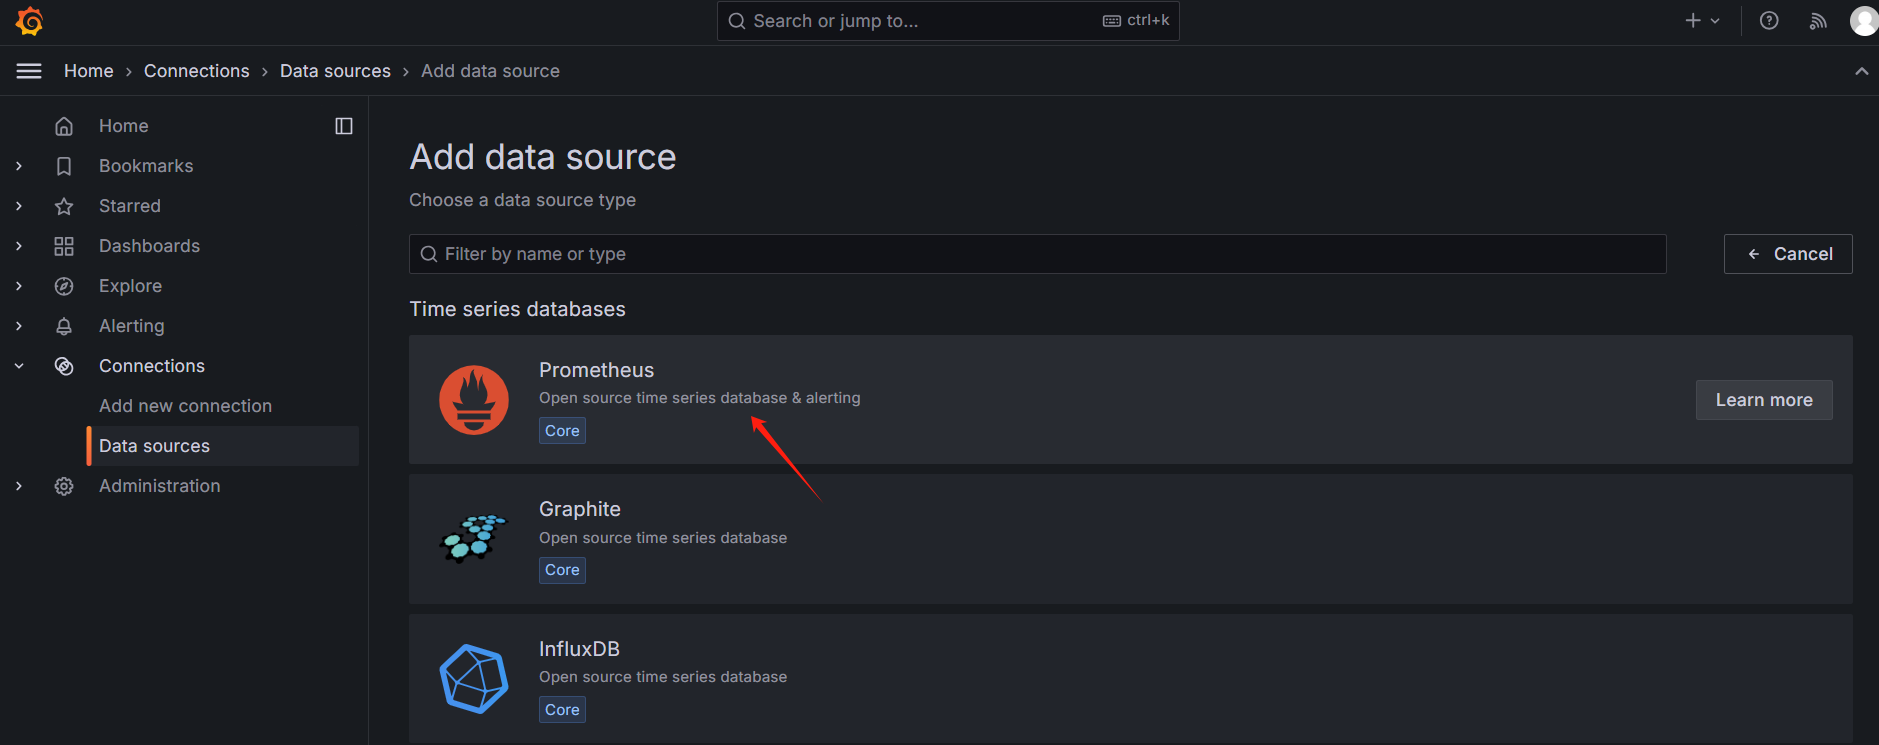 Search or jump to...
ctrl+k
Home
Connections
Data sources
Add data source
Home
Bookmarks
Starred
Dashboards
Explore
Alerting
Connections
Add new connection
Data sources
Administration
Add data source
Choose a data source type
Filter by name or type
Cancel
Time series databases
Prometheus
Open source time series database & alerting
Core
Learn more
Graphite
Open source time series database
Core
InfluxDB
Open source time series database
Core